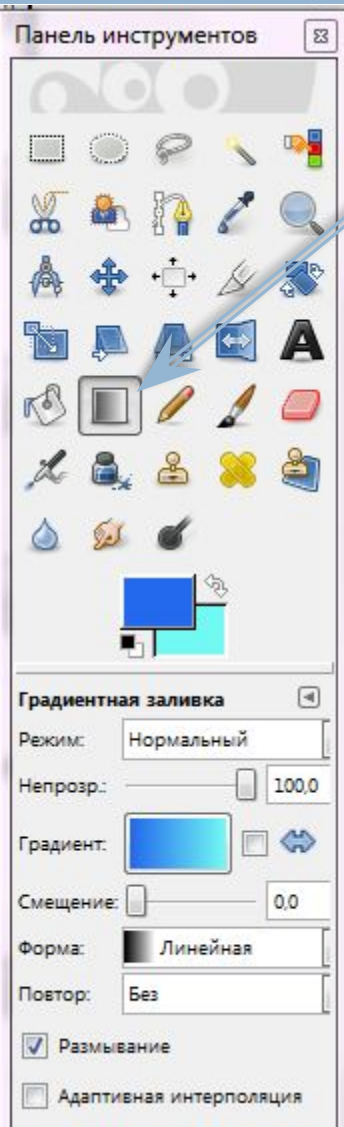 Панель инструментов
A
Градиентная заливка
Режим: Нормальный
Непрозр.: 100,0
Градиент:
Смещение: 0,0
Форма: Линейная
Повтор: Без
Размывание
Адаптивная интерполяция